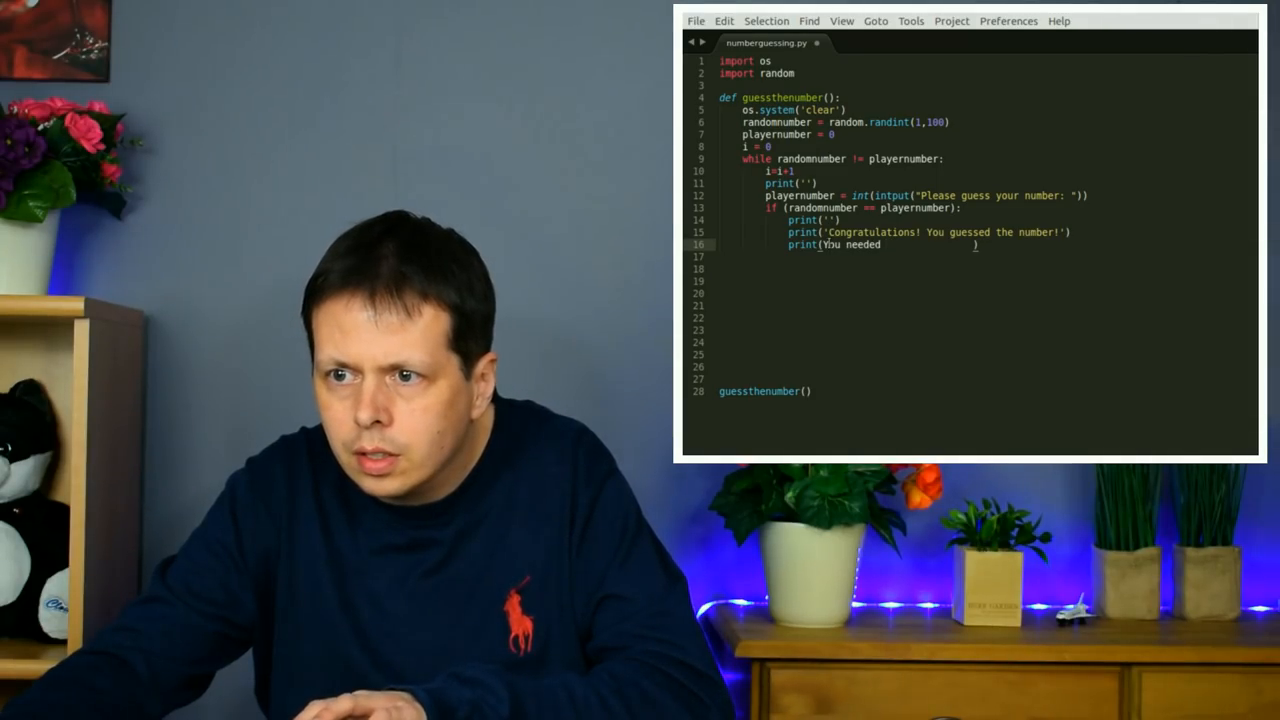 File Edit Selection Find View Goto Tools Project Preferences Help
numberguessing.py
1 import os
2 import random
3
4 def guessthenumber():
5 os.system('clear')
6 randomnumber = random.randint(1,100)
7 playernumber = 0
8 i = 0
9 while randomnumber != playernumber:
10 i=i+1
11 print('')
12 playernumber = int(intput("Please guess your number: "))
13 if (randomnumber == playernumber):
14 print('')
15 print('Congratulations! You guessed the number!')
16 print(You needed )
17
18
19
20
21
22
23
24
25
26
27
28 guessthenumber()